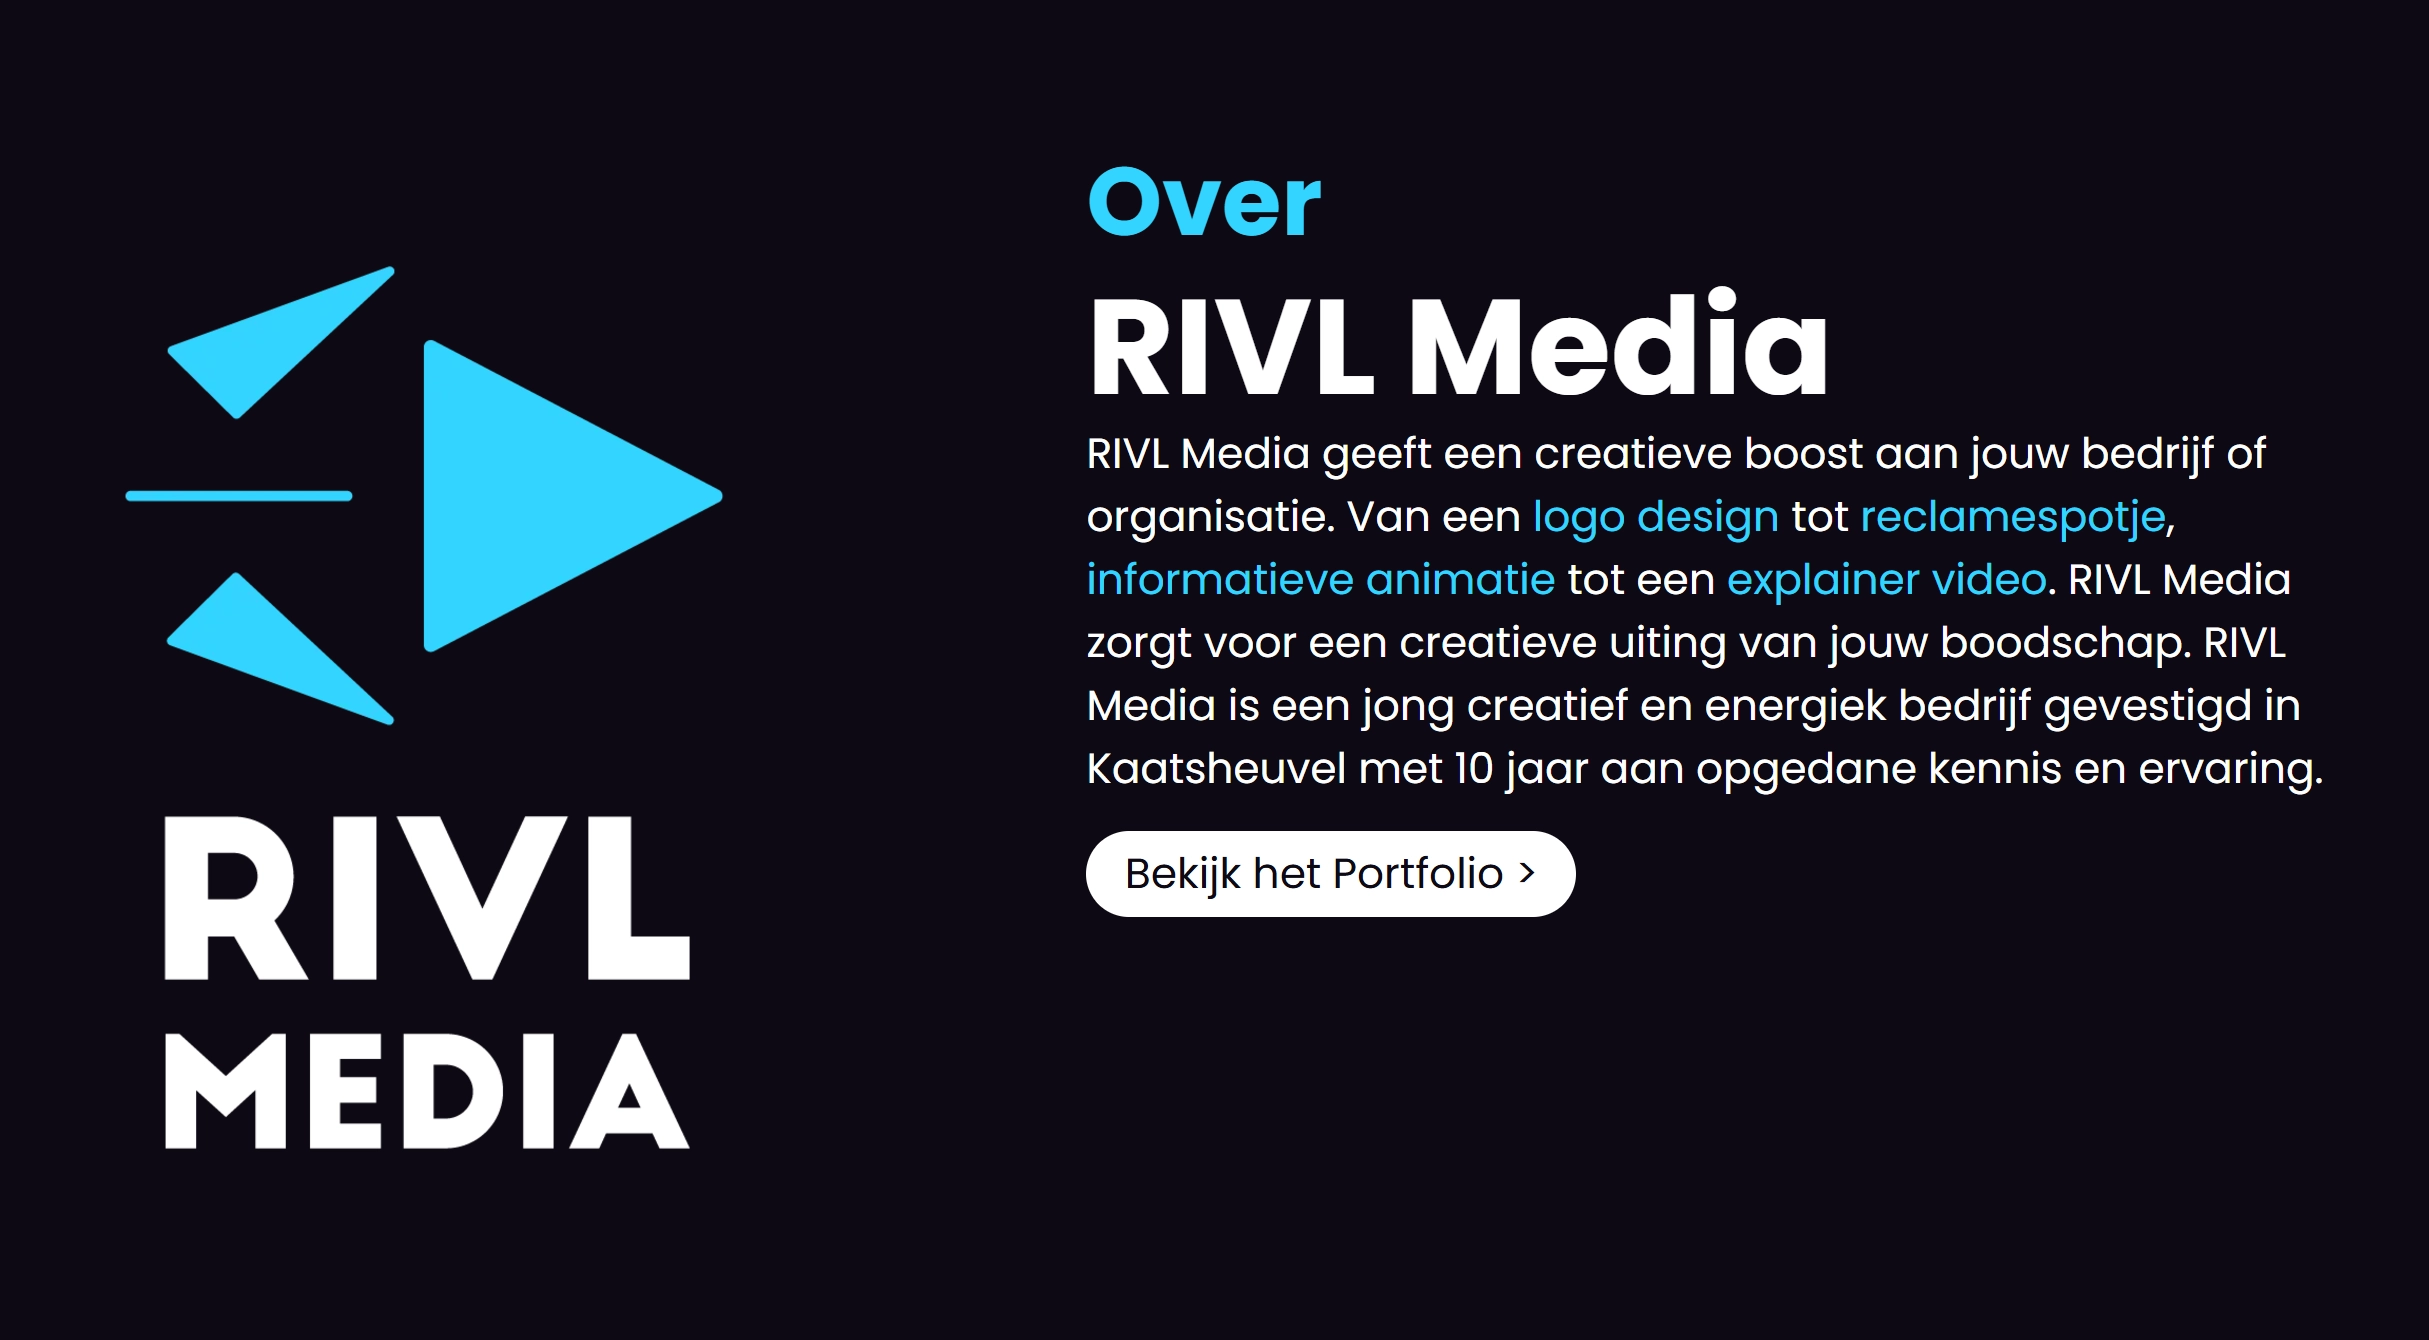 RIVL
MEDIA
Over
RIVL Media
RIVL Media geeft een creatieve boost aan jouw bedrijf of
organisatie. Van een logo design tot reclamespotje,
informatieve animatie tot een explainer video. RIVL Media
zorgt voor een creatieve uiting van jouw boodschap. RIVL
Media is een jong creatief en energiek bedrijf gevestigd in
Kaatsheuvel met 10 jaar aan opgedane kennis en ervaring.
Bekijk het Portfolio >